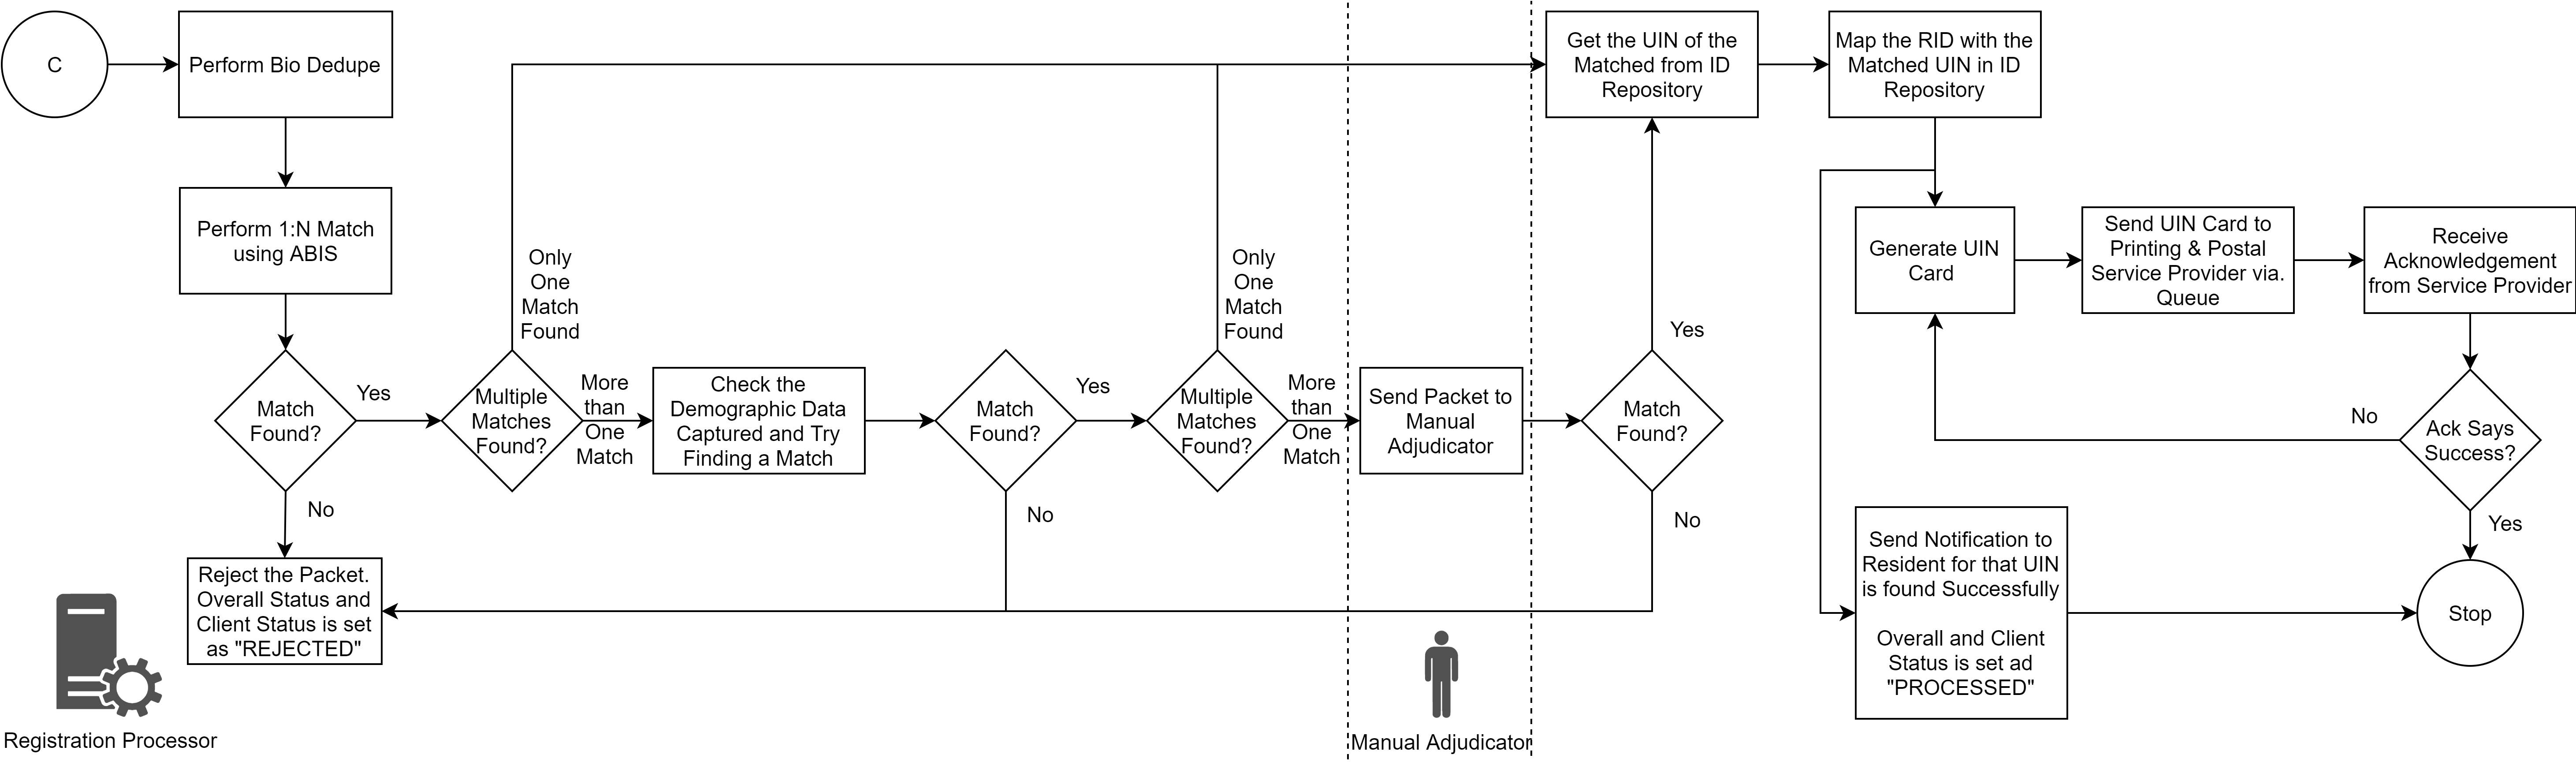 C
Perform Bio Dedupe
Perform 1:N Match
using ABIS
Match
Found?
Yes
No
Reject the Packet.
Overall Status and
Client Status is set
as "REJECTED"
Multiple
Matches
Found?
Only
One
Match
Found
More
than
One
Match
Check the
Demographic Data
Captured and Try
Finding a Match
Match
Found?
Yes
No
Multiple
Matches
Found?
Only
One
Match
Found
More
than
One
Match
Send Packet to
Manual
Adjudicator
Match
Found?
Yes
No
Get the UIN of the
Matched from ID
Repository
Map the RID with the
Matched UIN in ID
Repository
Generate UIN
Card
Send UIN Card to
Printing & Postal
Service Provider via.
Queue
Receive
Acknowledgement
from Service Provider
Ack Says
Success?
No
Yes
Send Notification to
Resident for that UIN
is found Successfully
Overall and Client
Status is set ad
"PROCESSED"
Stop
Registration Processor
Manual Adjudicator